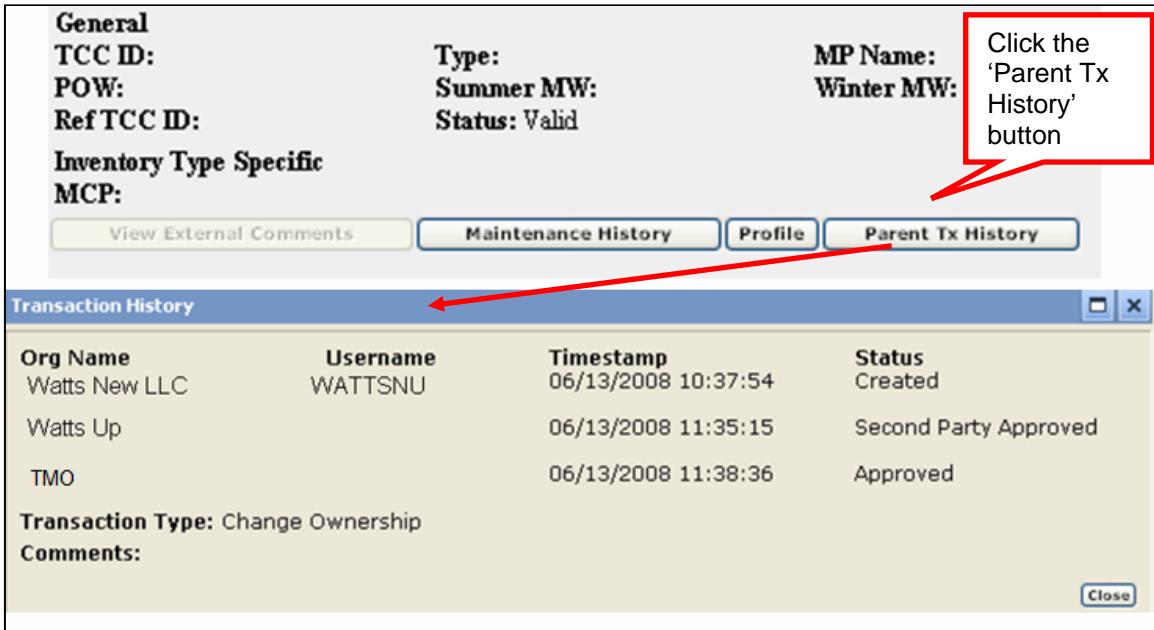 General
TCC ID: Type: MP Name:
POW: Summer MW: Winter MW:
Ref TCC ID: Status: Valid
Inventory Type Specific
MCP:
Click the
‘Parent Tx
History’
button
View External Comments Maintenance History Profile Parent Tx History
Transaction History
Org Name Username Timestamp Status
Watts New LLC WATTSNU 06/13/2008 10:37:54 Created
Watts Up 06/13/2008 11:35:15 Second Party Approved
TMO 06/13/2008 11:38:36 Approved
Transaction Type: Change Ownership
Comments:
Close